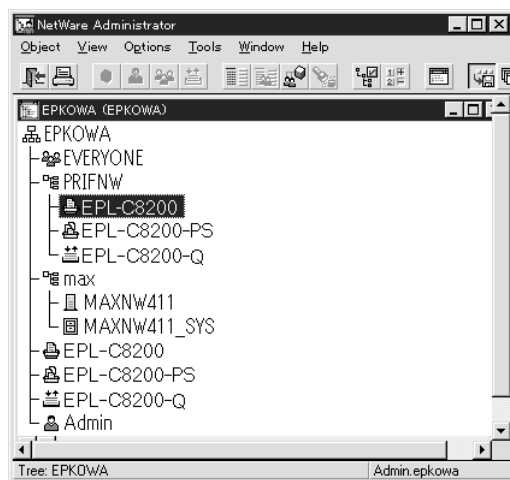 NetWare Administrator
Object View Options Tools Window Help
EPKOWA (EPKOWA)
EPKOWA
EVERYONE
PRIFNW
EPL-C8200
EPL-C8200-PS
EPL-C8200-Q
max
MAXNW411
MAXNW411_SYS
EPL-C8200
EPL-C8200-PS
EPL-C8200-Q
Admin
Tree: EPKOWA Admin.epkowa